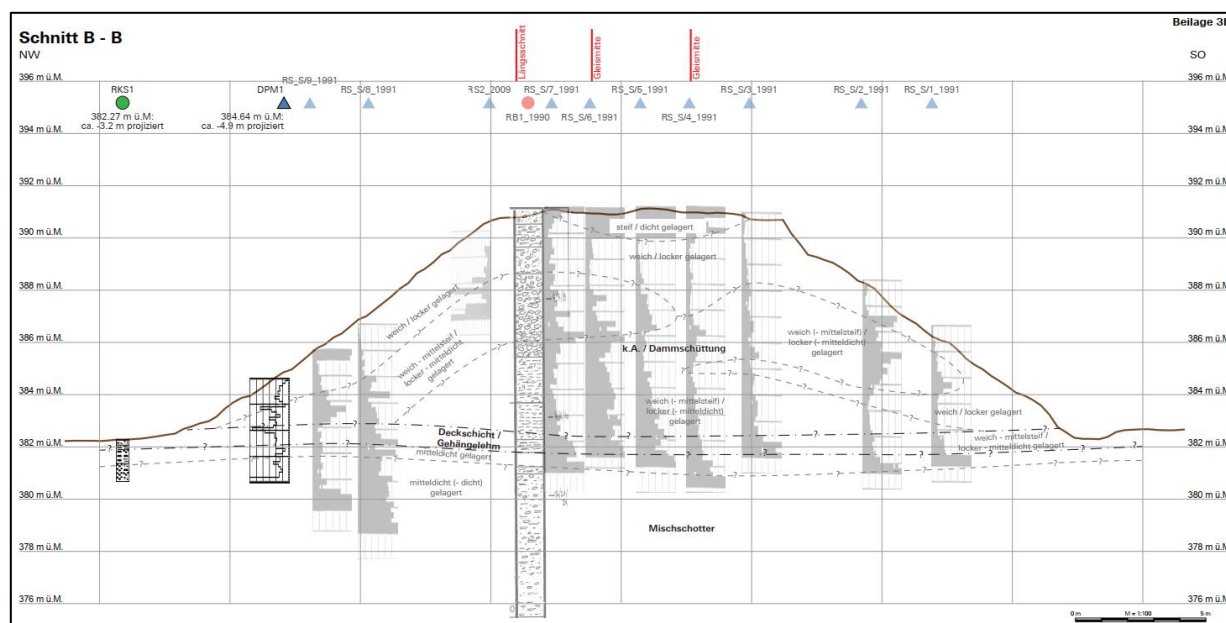 Beilage 3
Schnitt B - B
NW
SO
Längsschnitt
Gleismitte
Gleismitte
396 m ü.M.
396 m ü.M.
RKS1
DPM1
RS_S/9_1991
RS_S/8_1991
RS2_2009
RS_S/7_1991
RS_S/5_1991
RS_S/3_1991
RS_S/2_1991
RS_S/1_1991
382.27 m ü.M:
ca. -3.2 m projiziert
384.64 m ü.M:
ca. -4.9 m projiziert
RB1_1990
RS_S/6_1991
RS_S/4_1991
394 m ü.M.
394 m ü.M.
392 m ü.M.
392 m ü.M.
steif / dicht gelagert
390 m ü.M.
390 m ü.M.
weich / locker gelagert
388 m ü.M.
388 m ü.M.
weich / locker gelagert
weich - mittelsteif /
locker - mitteldicht
gelagert
weich (- mittelsteif) /
locker (- mitteldicht)
gelagert
386 m ü.M.
386 m ü.M.
k.A. / Dammschüttung
384 m ü.M.
384 m ü.M.
weich (- mittelsteif) /
locker (- mitteldicht)
gelagert
weich / locker gelagert
Deckschicht /
Gehängelehm
weich - mittelsteif /
locker - mitteldicht gelagert
382 m ü.M.
382 m ü.M.
mitteldicht gelagert
mitteldicht (- dicht)
gelagert
380 m ü.M.
380 m ü.M.
Mischschotter
378 m ü.M.
378 m ü.M.
376 m ü.M.
376 m ü.M.
0 m
M = 1:100
5 m